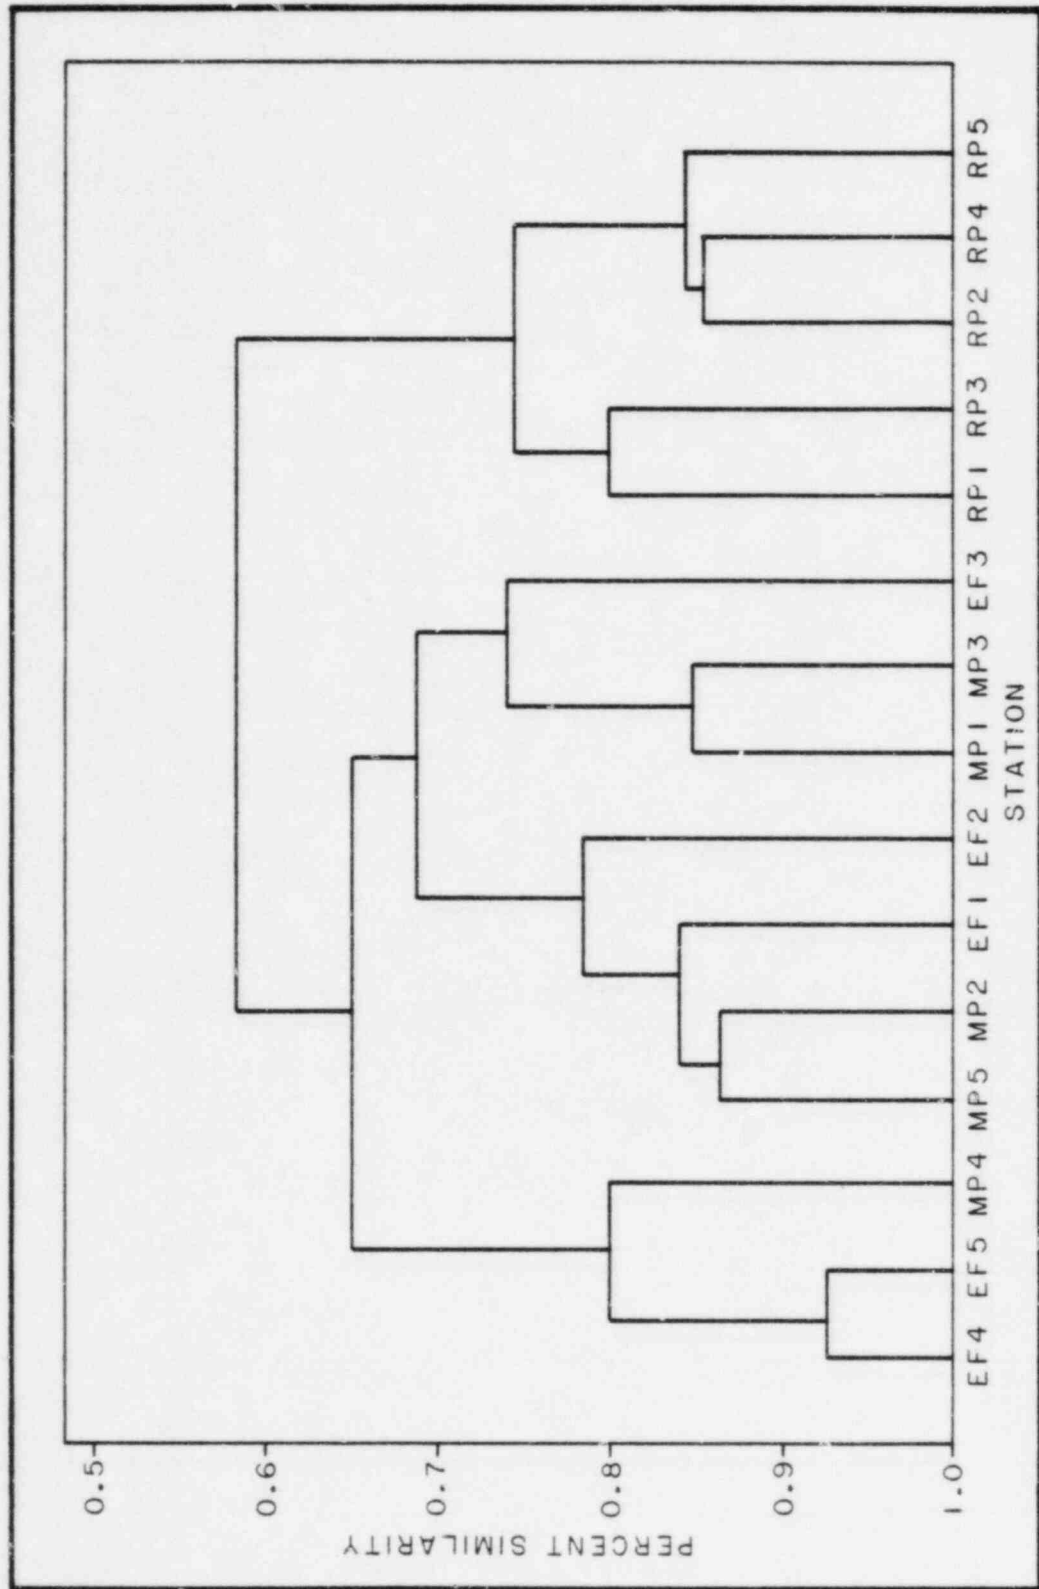 PERCENT SIMILARITY
0.5
0.6
0.7
0.8
0.9
1.0
EF4 EF5 MP4 MP5 MP2 EF1 EF2 MP1 MP3 EF3 RP1 RP3 RP2 RP4 RP5
STATION